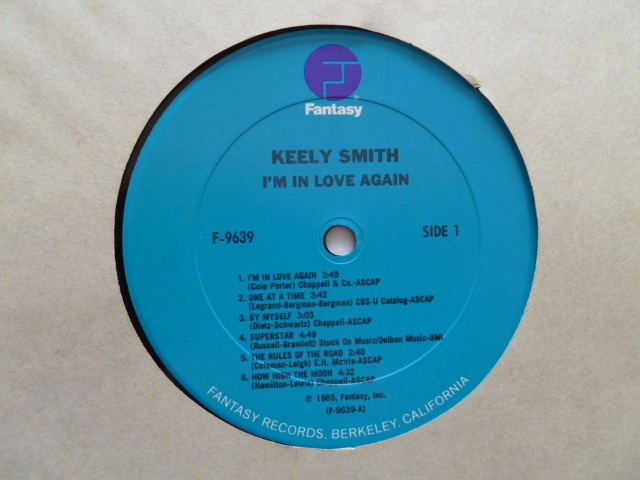 Fantasy
KEELY SMITH
I'M IN LOVE AGAIN
F-9639
SIDE 1
1. I'M IN LOVE AGAIN 2:45
(Cole Porter) Chappell & Co.-ASCAP
2. ONE AT A TIME 3:42
(Legrand-Bergman-Bergman) CBS-U Catalog-ASCAP
3. BY MYSELF 3:03
(Dietz-Schwartz) Chappell-ASCAP
4. SUPERSTAR 4:49
(Russell-Bramlett) Stuck On Music/Delbon Music-BMI
5. THE RULES OF THE ROAD 2:40
(Coleman-Leigh) E.H. Morris-ASCAP
6. HOW HIGH THE MOON 4:32
(Hamilton-Lewis) Chappell-ASCAP
℗ 1985, Fantasy, Inc.
(F-9639-A)
FANTASY RECORDS, BERKELEY, CALIFORNIA